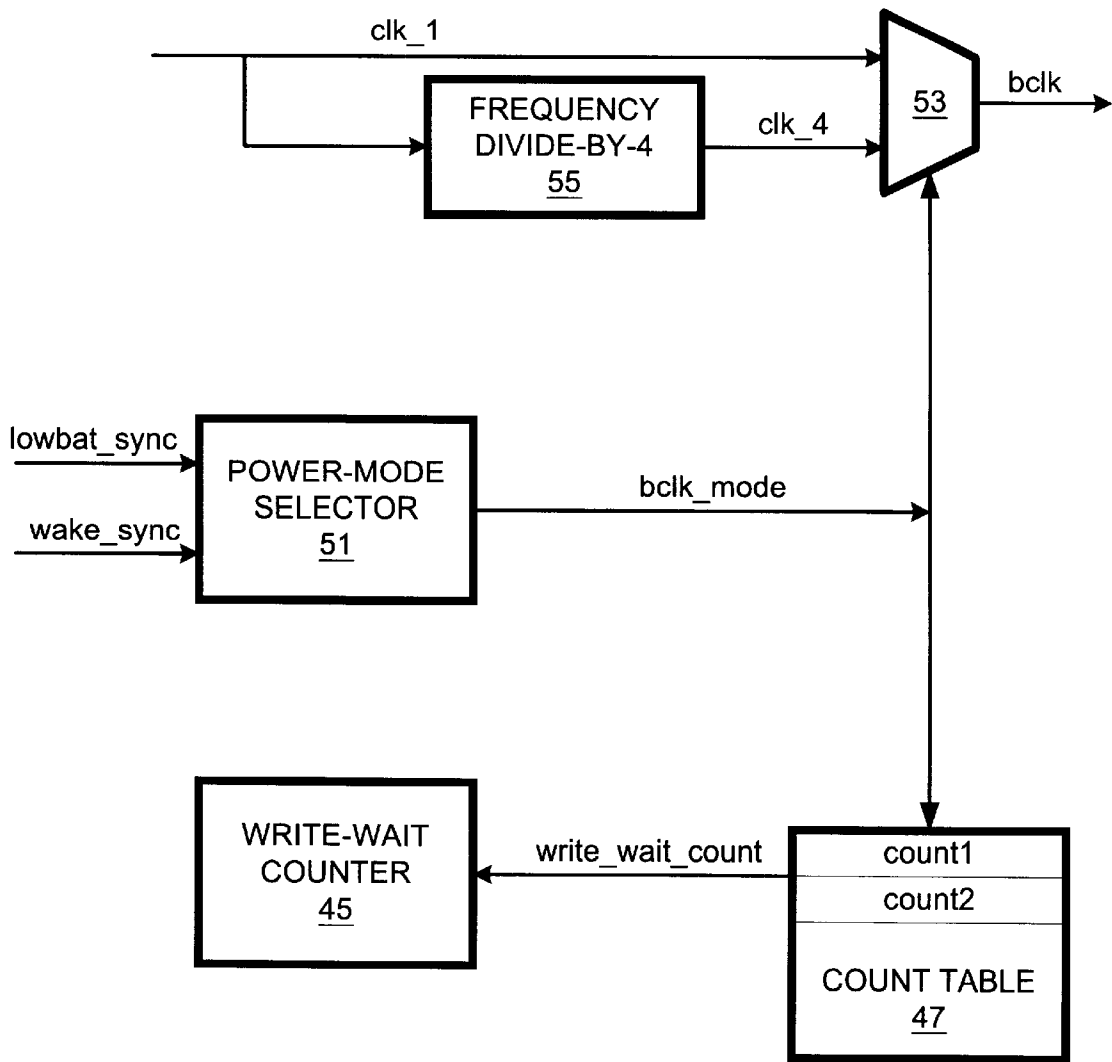 clk_1
FREQUENCY
DIVIDE-BY-4
55
clk_4
53
bclk
lowbat_sync
wake_sync
POWER-MODE
SELECTOR
51
bclk_mode
WRITE-WAIT
COUNTER
45
write_wait_count
count1
count2
COUNT TABLE
47